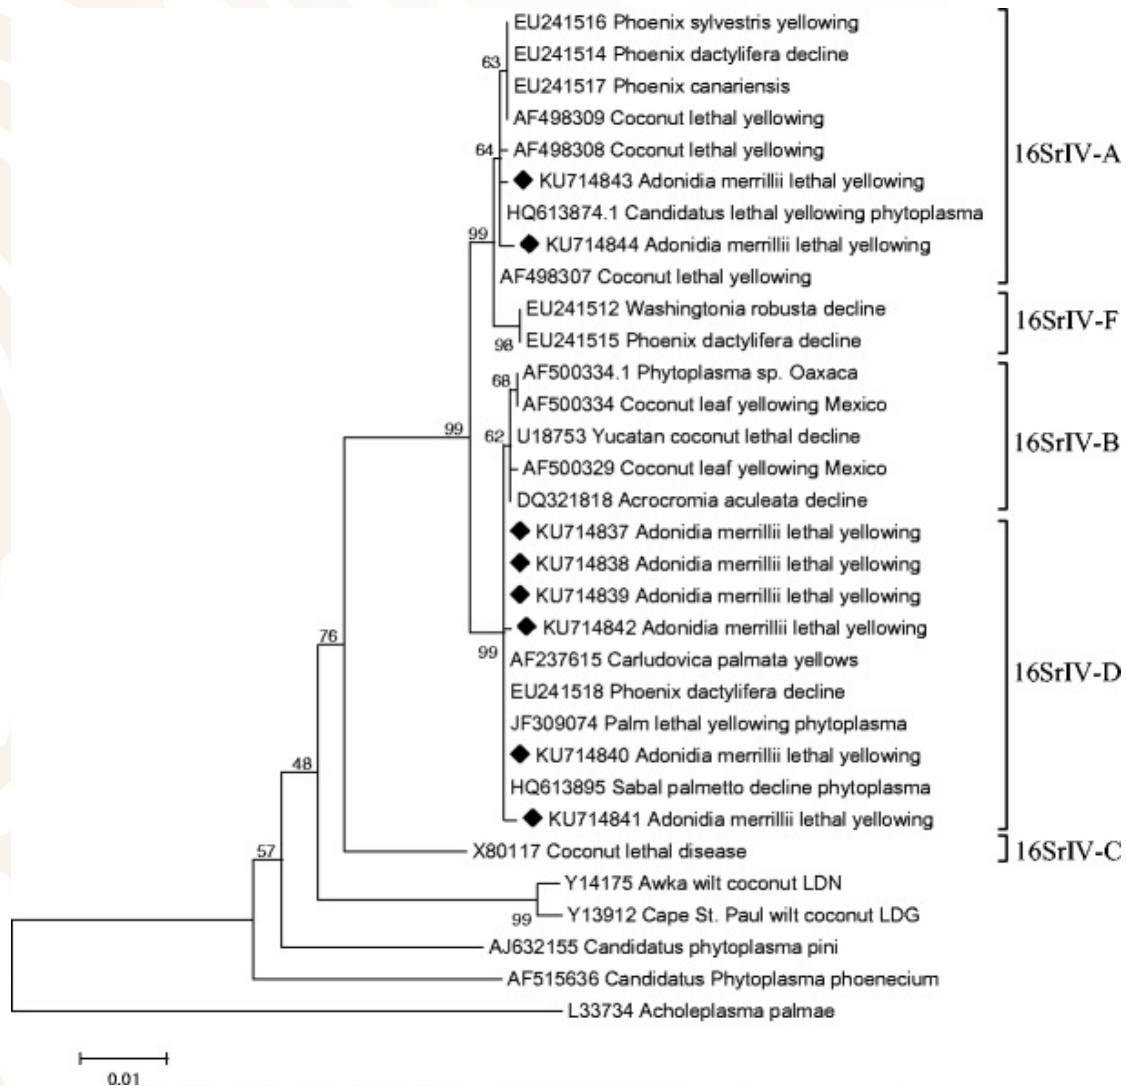 EU241516 Phoenix sylvestris yellowing
EU241514 Phoenix dactylifera decline
63
EU241517 Phoenix canariensis
AF498309 Coconut lethal yellowing
64
AF498308 Coconut lethal yellowing
16SrIV-A
KU714843 Adonidia merrillii lethal yellowing
HQ613874.1 Candidatus lethal yellowing phytoplasma
99
KU714844 Adonidia merrillii lethal yellowing
AF498307 Coconut lethal yellowing
EU241512 Washingtonia robusta decline
16SrIV-F
98
EU241515 Phoenix dactylifera decline
AF500334.1 Phytoplasma sp. Oaxaca
68
AF500334 Coconut leaf yellowing Mexico
99
62
U18753 Yucatan coconut lethal decline
16SrIV-B
AF500329 Coconut leaf yellowing Mexico
DQ321818 Acrocromia aculeata decline
KU714837 Adonidia merrillii lethal yellowing
KU714838 Adonidia merrillii lethal yellowing
KU714839 Adonidia merrillii lethal yellowing
76
KU714842 Adonidia merrillii lethal yellowing
99
AF237615 Carludovica palmata yellows
16SrIV-D
EU241518 Phoenix dactylifera decline
JF309074 Palm lethal yellowing phytoplasma
48
KU714840 Adonidia merrillii lethal yellowing
HQ613895 Sabal palmetto decline phytoplasma
KU714841 Adonidia merrillii lethal yellowing
57
X80117 Coconut lethal disease
16SrIV-C
Y14175 Awka wilt coconut LDN
99
Y13912 Cape St. Paul wilt coconut LDG
AJ632155 Candidatus phytoplasma pini
AF515636 Candidatus Phytoplasma phoenecium
L33734 Acholeplasma palmae
0.01